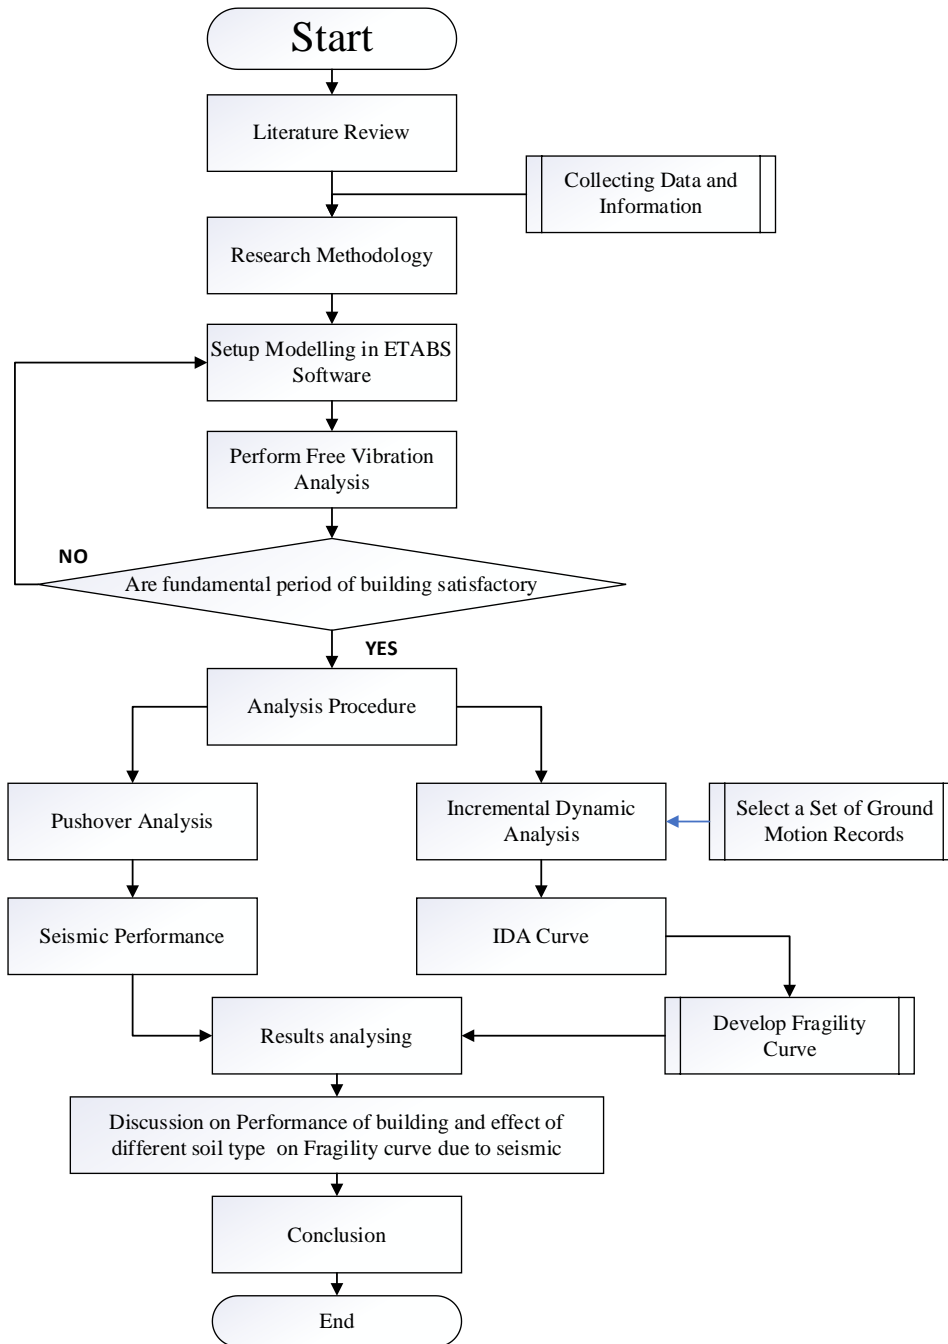 Start
Literature Review
Collecting Data and
Information
Research Methodology
Setup Modelling in ETABS
Software
Perform Free Vibration
Analysis
NO
Are fundamental period of building satisfactory
YES
Analysis Procedure
Pushover Analysis
Incremental Dynamic
Analysis
Select a Set of Ground
Motion Records
Seismic Performance
IDA Curve
Results analysing
Develop Fragility
Curve
Discussion on Performance of building and effect of
different soil type on Fragility curve due to seismic
Conclusion
End